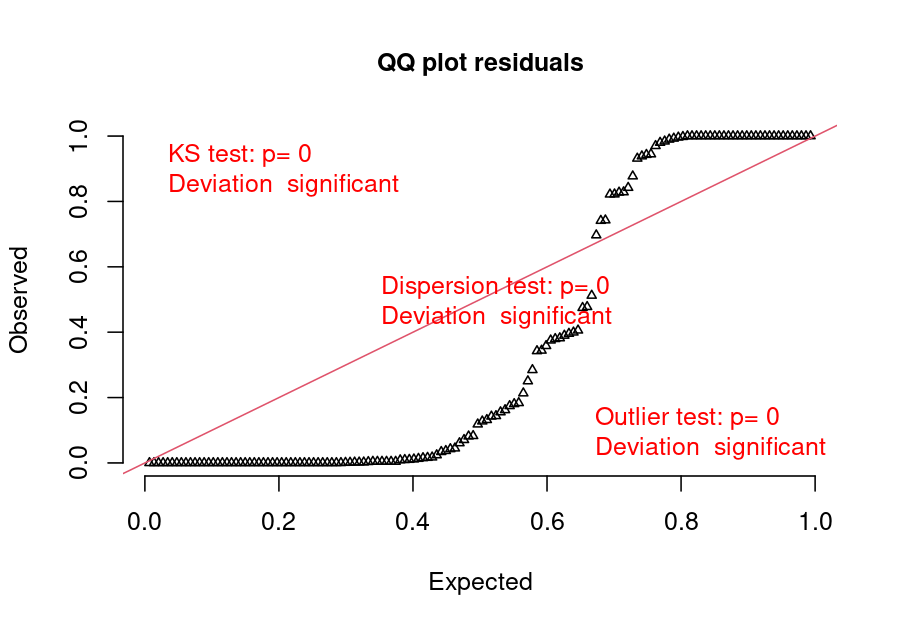 QQ plot residuals
KS test: p= 0
Deviation  significant
Dispersion test: p= 0
Deviation  significant
Outlier test: p= 0
Deviation  significant
Observed
1.0
0.8
0.6
0.4
0.2
0.0
0.0 0.2 0.4 0.6 0.8 1.0
Expected